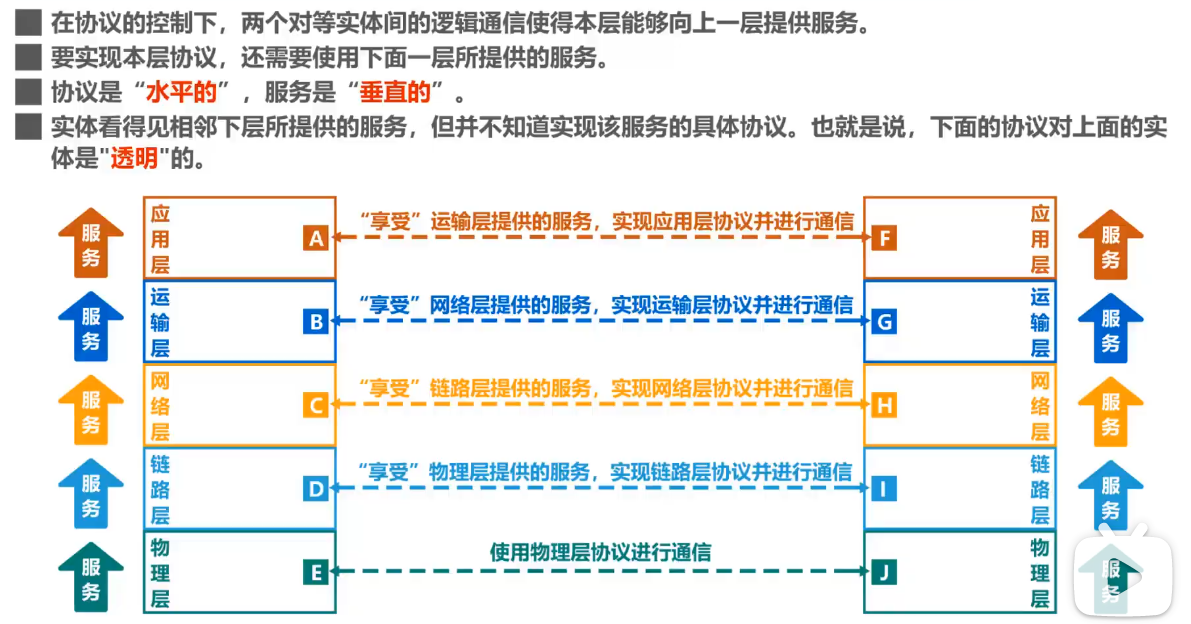 在协议的控制下，两个对等实体间的逻辑通信使得本层能够向上一层提供服务。
要实现本层协议，还需要使用下面一层所提供的服务。
协议是“水平的”，服务是“垂直的”。
实体看得见相邻下层所提供的服务，但并不知道实现该服务的具体协议。也就是说，下面的协议对上面的实
体是"透明"的。
服务 应用层 A “享受”运输层提供的服务，实现应用层协议并进行通信 F 应用层 服务
服务 运输层 B “享受”网络层提供的服务，实现运输层协议并进行通信 G 运输层 服务
服务 网络层 C “享受”链路层提供的服务，实现网络层协议并进行通信 H 网络层 服务
服务 链路层 D “享受”物理层提供的服务，实现链路层协议并进行通信 I 链路层 服务
服务 物理层 E 使用物理层协议进行通信 J 物理层 服务